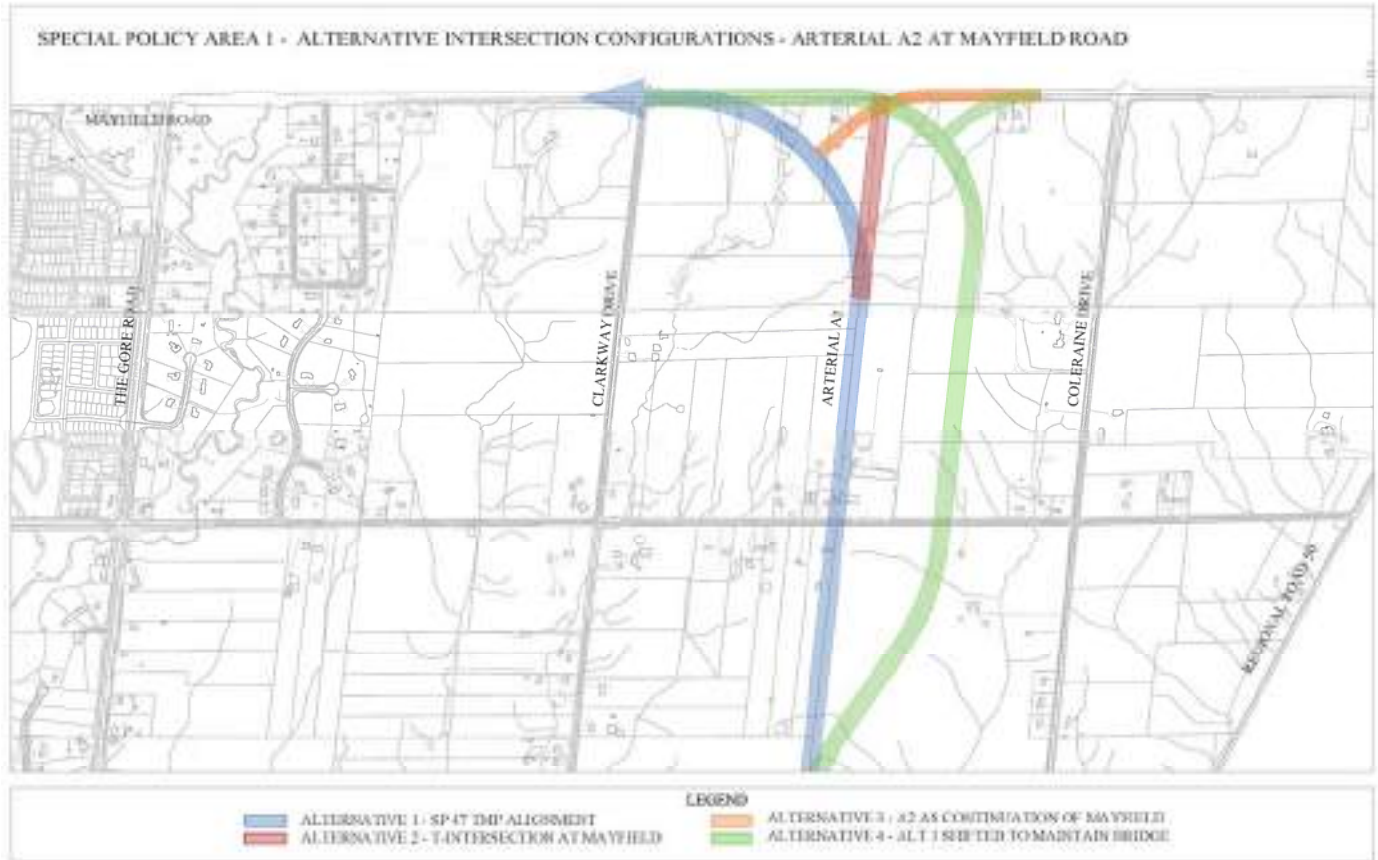 SPECIAL POLICY AREA 1 - ALTERNATIVE INTERSECTION CONFIGURATIONS - ARTERIAL A2 AT MAYFIELD ROAD
MAYFIELD ROAD
THE GORE ROAD
CLARKWAY DRIVE
ARTERIAL A2
COLERAINE DRIVE
REGIONAL ROAD 50
LEGEND
ALTERNATIVE 1 - SP 47 TMP ALIGNMENT
ALTERNATIVE 2 - T-INTERSECTION AT MAYFIELD
ALTERNATIVE 3 - A2 AS CONTINUATION OF MAYFIELD
ALTERNATIVE 4 - ALT 3 SHIFTED TO MAINTAIN BRIDGE